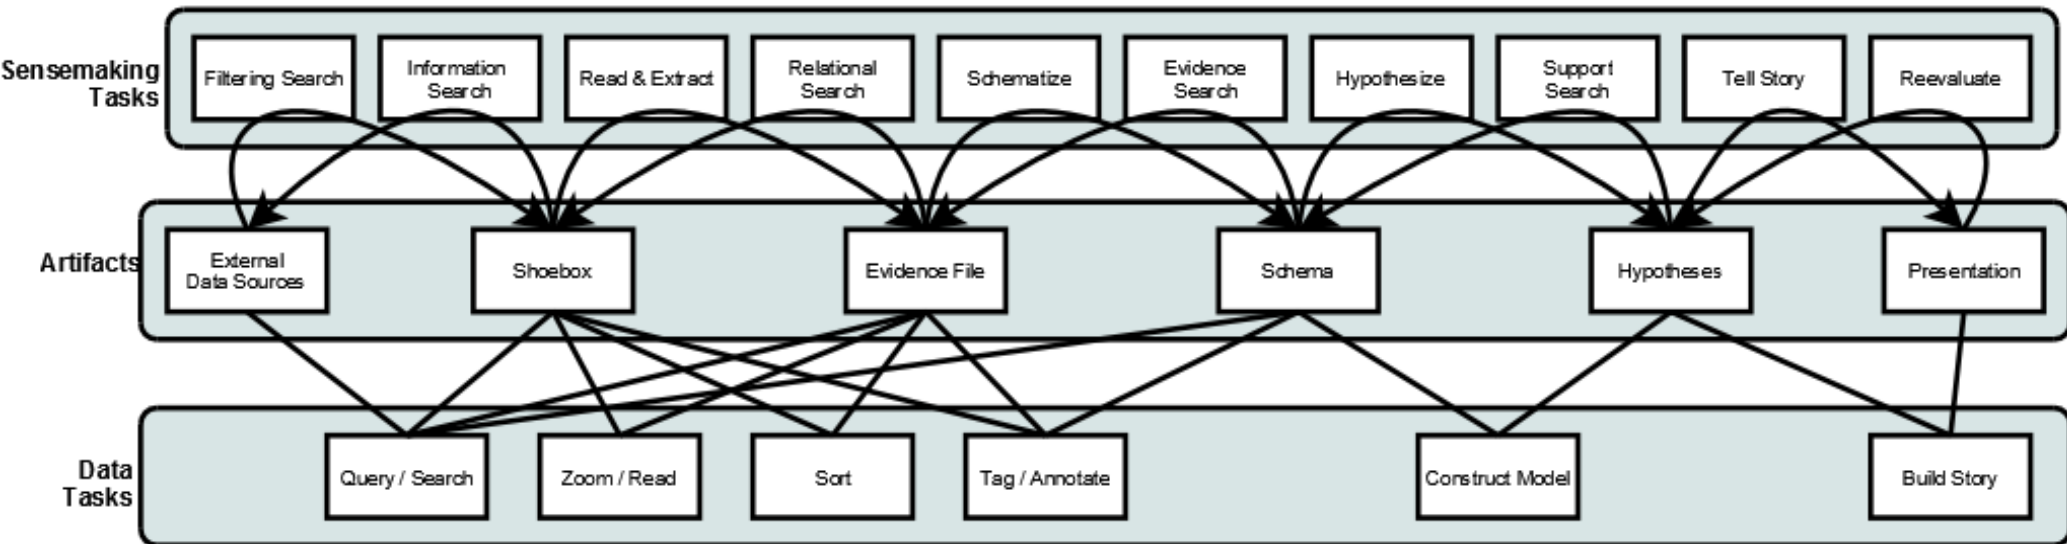 Sensemaking
Tasks
Filtering Search
Information
Search
Read & Extract
Relational
Search
Schematize
Evidence
Search
Hypothesize
Support
Search
Tell Story
Reevaluate
Artifacts
External
Data Sources
Shoebox
Evidence File
Schema
Hypotheses
Presentation
Data
Tasks
Query / Search
Zoom / Read
Sort
Tag / Annotate
Construct Model
Build Story